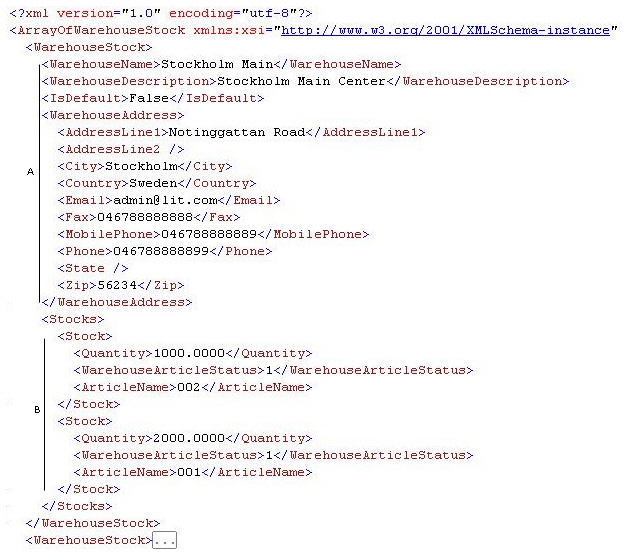 <?xml version="1.0" encoding="utf-8"?>
<ArrayOfWarehouseStock xmlns:xsi="http://www.w3.org/2001/XMLSchema-instance"
<WarehouseStock>
<WarehouseName>Stockholm Main</WarehouseName>
<WarehouseDescription>Stockholm Main Center</WarehouseDescription>
<IsDefault>False</IsDefault>
<WarehouseAddress>
<AddressLine1>Notinggattan Road</AddressLine1>
<AddressLine2 />
A <City>Stockholm</City>
<Country>Sweden</Country>
<Email>admin@lit.com</Email>
<Fax>046788888888</Fax>
<MobilePhone>046788888889</MobilePhone>
<Phone>046788888899</Phone>
<State />
<Zip>56234</Zip>
</WarehouseAddress>
<Stocks>
<Stock>
<Quantity>1000.0000</Quantity>
<WarehouseArticleStatus>1</WarehouseArticleStatus>
<ArticleName>002</ArticleName>
B </Stock>
<Stock>
<Quantity>2000.0000</Quantity>
<WarehouseArticleStatus>1</WarehouseArticleStatus>
<ArticleName>001</ArticleName>
</Stock>
</Stocks>
</WarehouseStock>
<WarehouseStock>...